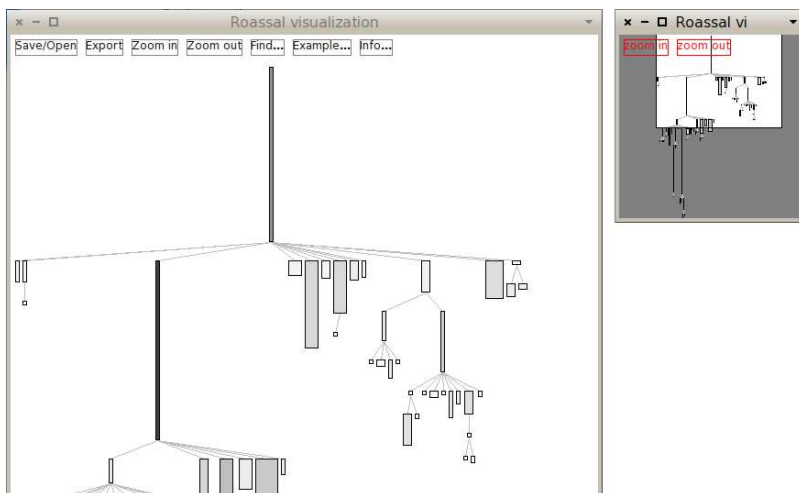 Roassal visualization
Save/Open Export Zoom in Zoom out Find... Example... Info...
Roassal vi
zoom in zoom out